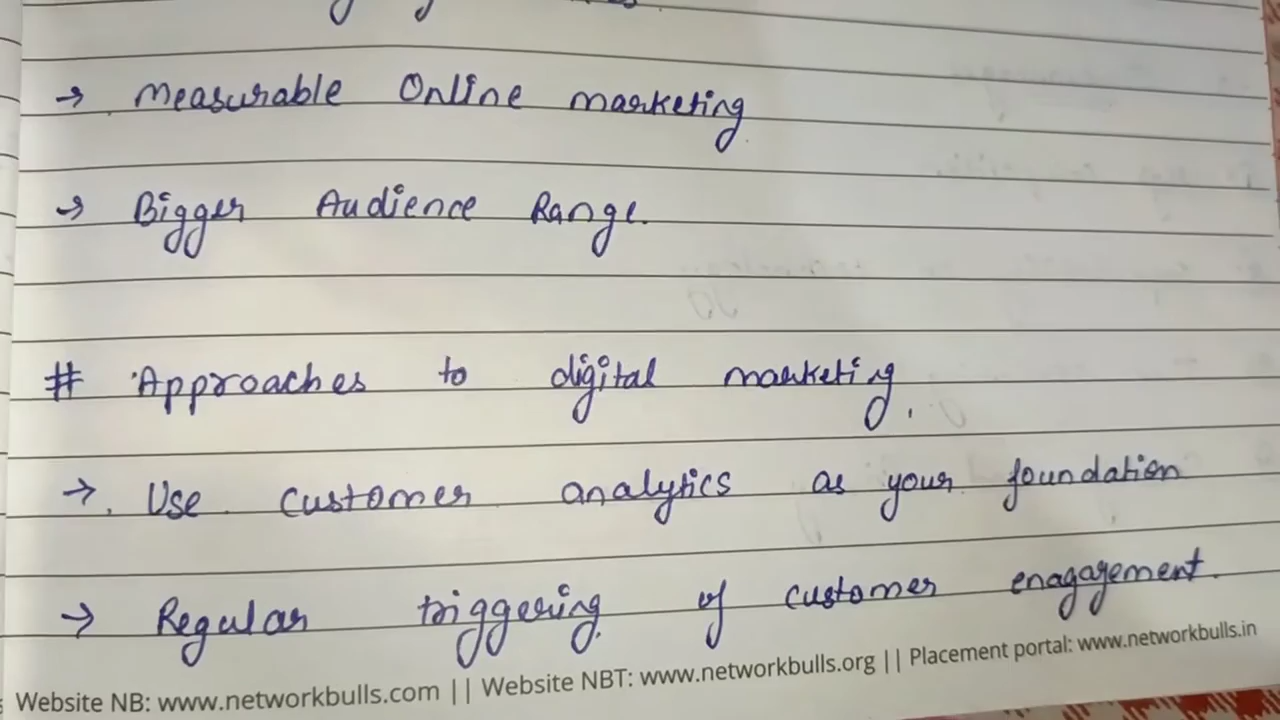 → Measurable Online marketing
→ Bigger Audience Range.
# Approaches to digital marketing.
→ Use customer analytics as your foundation
→ Regular triggering of customer enagagement.
Website NB: www.networkbulls.com || Website NBT: www.networkbulls.org || Placement portal: www.networkbulls.in